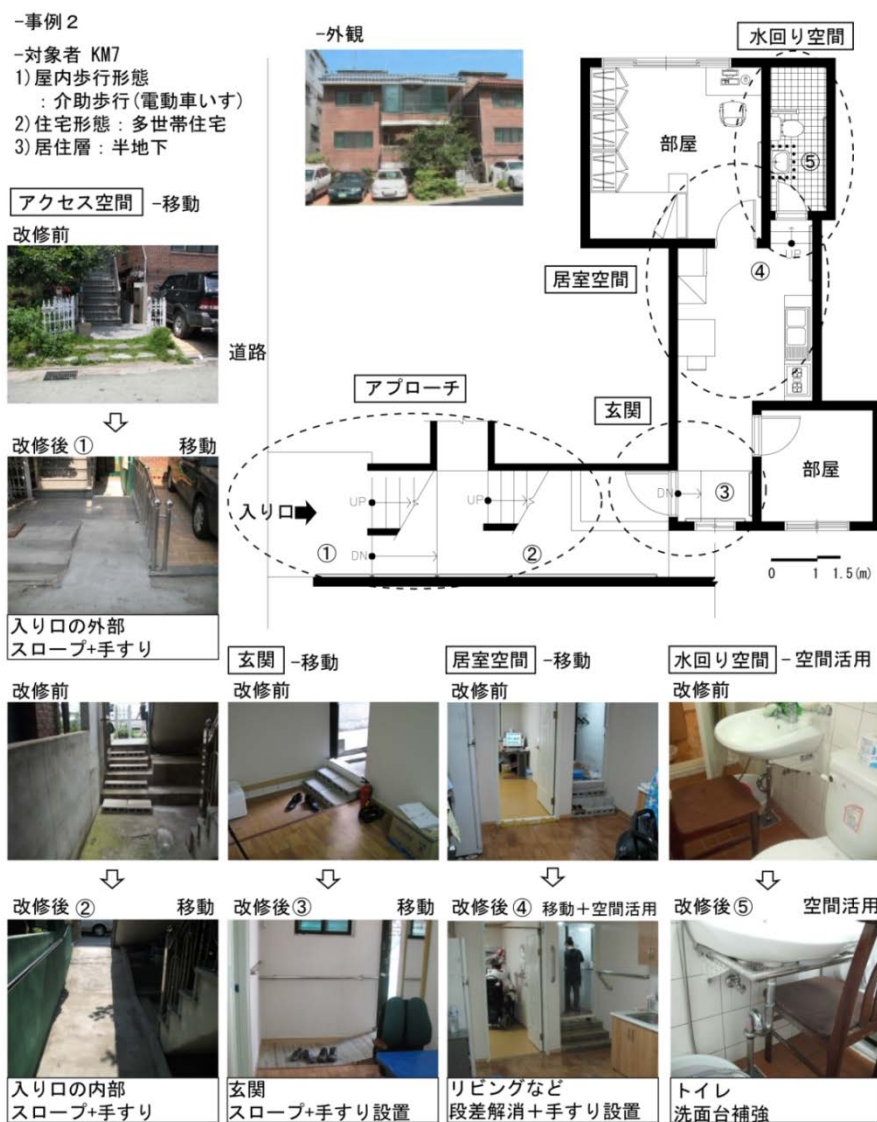 -事例２
-対象者 KM7
1)屋内歩行形態
：介助歩行(電動車いす)
2)住宅形態：多世帯住宅
3)居住層：半地下
-外観
水回り空間
部屋
⑤
UP
居室空間
④
アクセス空間 -移動
改修前
道路
アプローチ
玄関
改修後① 移動
入り口
UP
UP
DN
①
②
DN
③
部屋
0 1 1.5(m)
入り口の外部
スロープ+手すり
玄関 -移動
居室空間 -移動
水回り空間 -空間活用
改修前
改修前
改修前
改修前
改修後② 移動
改修後③ 移動
改修後④ 移動＋空間活用
改修後⑤ 空間活用
入り口の内部
スロープ+手すり
玄関
スロープ+手すり設置
リビングなど
段差解消＋手すり設置
トイレ
洗面台補強